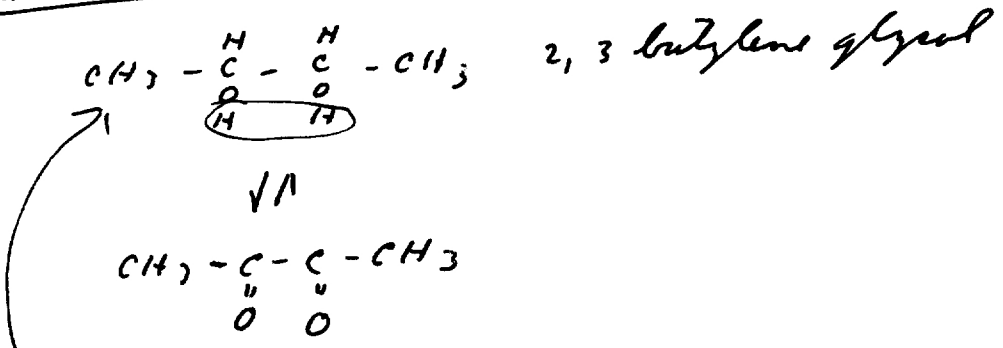 H H
CH3 - C - C - CH3 2, 3 butylene glycol
O O
H H
CH3 - C - C - CH3
O O